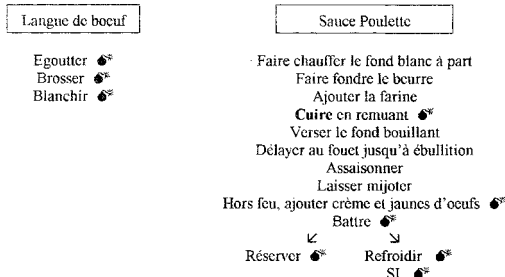 Langue de boeuf
Egoutter 💣
Brosser 💣
Blanchir 💣
Sauce Poulette
Faire chauffer le fond blanc à part
Faire fondre le beurre
Ajouter la farine
Cuire en remuant 💣
Verser le fond bouillant
Délayer au fouet jusqu'à ébullition
Assaisonner
Laisser mijoter
Hors feu, ajouter crème et jaunes d'oeufs 💣
Battre 💣
↙ ↘
Réserver 💣 Refroidir 💣
SL 💣